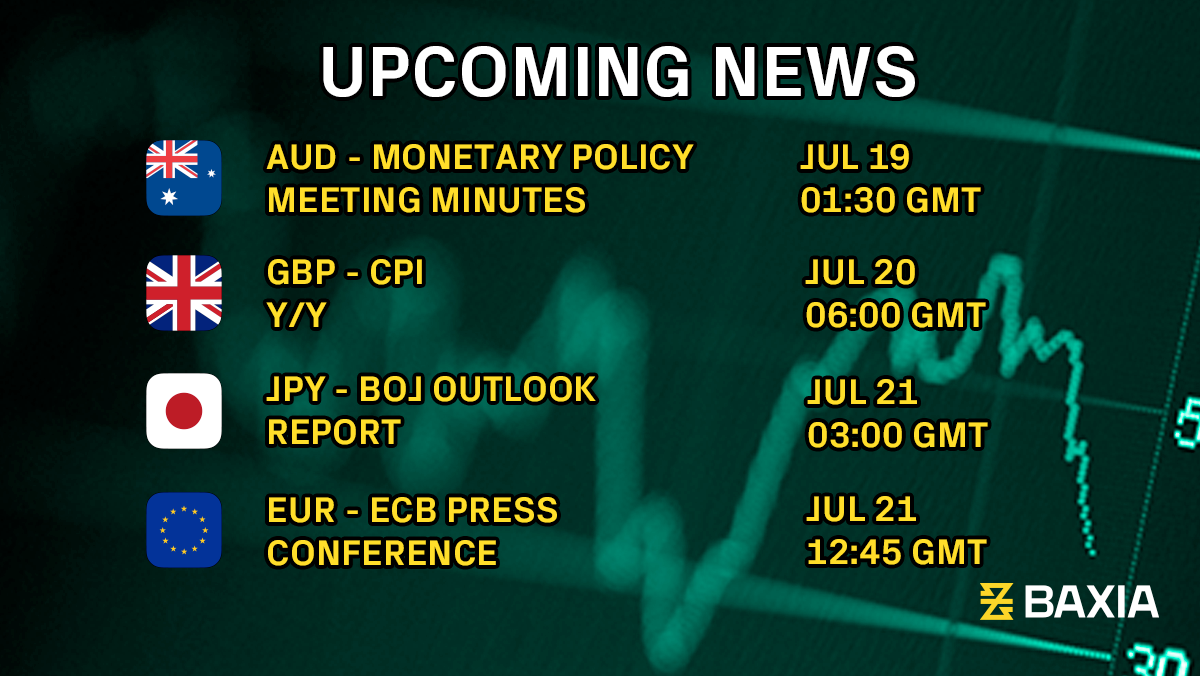 UPCOMING NEWS
AUD - MONETARY POLICY
MEETING MINUTES
JUL 19
01:30 GMT
GBP - CPI
Y/Y
JUL 20
06:00 GMT
JPY - BOJ OUTLOOK
REPORT
JUL 21
03:00 GMT
EUR - ECB PRESS
CONFERENCE
JUL 21
12:45 GMT
BAXIA
5
30